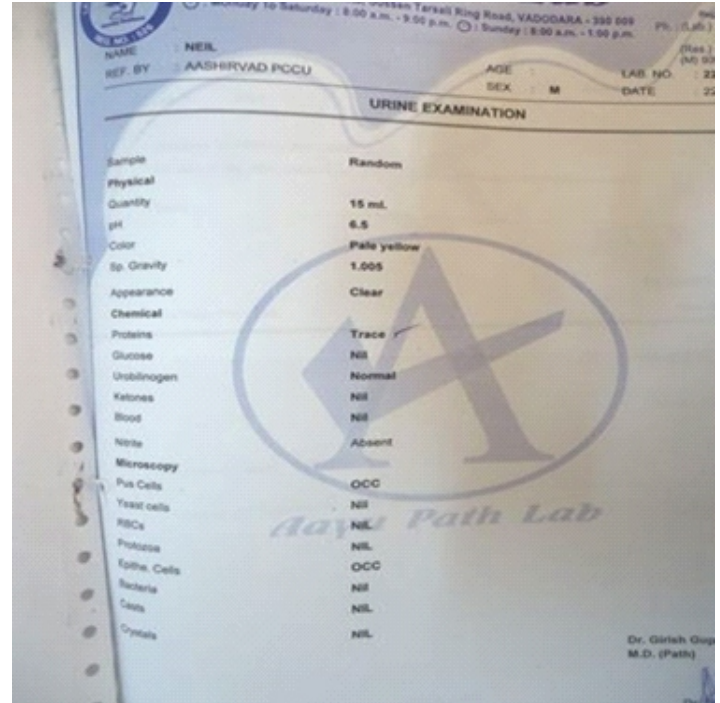 Monday To Saturday : 8:00 a.m. - 9:00 p.m. Sunday : 8:00 a.m. - 1:00 p.m.
Tarsali Ring Road, VADODARA - 390 009
NAME : NEIL
REF. BY : AASHIRVAD PCCU
AGE :
SEX : M
LAB. NO. : 22
DATE : 22
URINE EXAMINATION
Sample Random
Physical
Quantity 15 ml.
pH 6.5
Color Pale yellow
Sp. Gravity 1.005
Appearance Clear
Chemical
Proteins Trace
Glucose Nil
Urobilinogen Normal
Ketones Nil
Blood Nil
Nitrite Absent
Microscopy
Pus Cells OCC
Yeast cells Nil
RBCs NIL
Protozoa NIL
Epithe. Cells OCC
Bacteria Nil
Casts NIL
Crystals NIL
Aayu Path Lab
Dr. Girish
M.D. (Path)